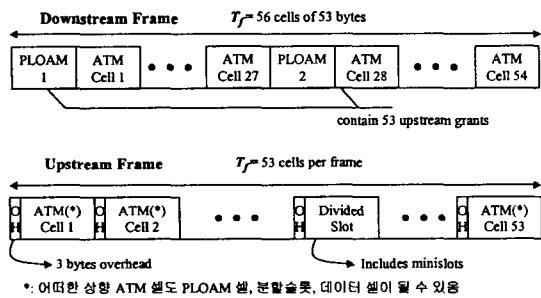 Downstream Frame T_f= 56 cells of 53 bytes
PLOAM 1 ATM Cell 1 • • • ATM Cell 27 PLOAM 2 ATM Cell 28 • • • ATM Cell 54
contain 53 upstream grants
Upstream Frame T_f= 53 cells per frame
O H ATM(*) Cell 1 O H ATM(*) Cell 2 • • • O H Divided Slot • • • O H ATM(*) Cell 53
3 bytes overhead Includes minislots
*: 어떠한 상향 ATM 셀도 PLOAM 셀, 분할슬롯, 데이터 셀이 될 수 있음